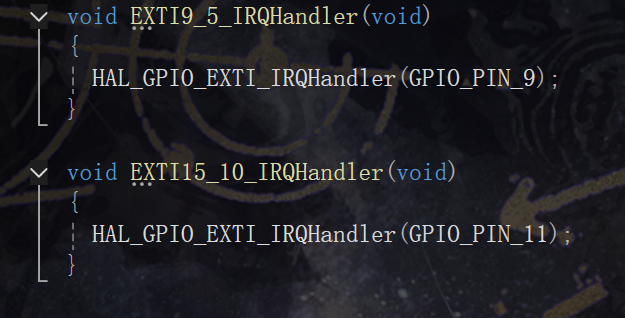 void EXTI9_5_IRQHandler(void)
{
HAL_GPIO_EXTI_IRQHandler(GPIO_PIN_9);
}
void EXTI15_10_IRQHandler(void)
{
HAL_GPIO_EXTI_IRQHandler(GPIO_PIN_11);
}